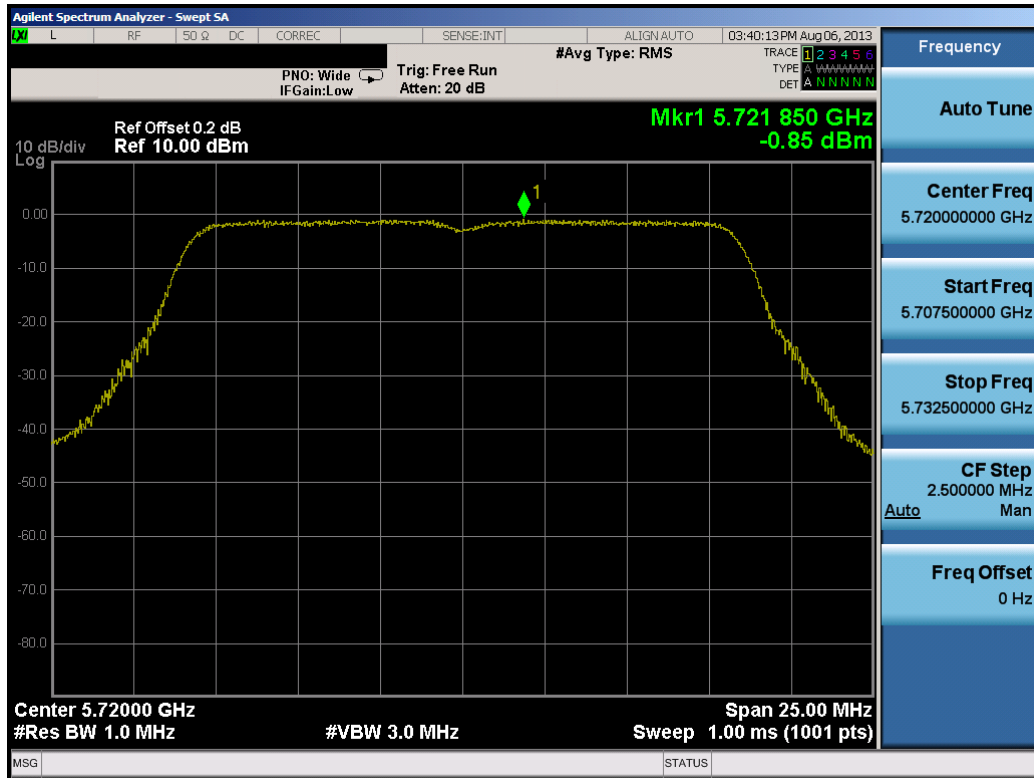 Agilent Spectrum Analyzer - Swept SA
LXI L RF 50 Ω DC CORREC SENSE:INT ALIGN AUTO 03:40:13 PM Aug 06, 2013
Frequency
#Avg Type: RMS
TRACE 1 2 3 4 5 6
PNO: Wide Trig: Free Run
TYPE A WWWWW
IFGain:Low Atten: 20 dB
DET A N N N N N
Auto Tune
Mkr1 5.721 850 GHz
-0.85 dBm
Ref Offset 0.2 dB
10 dB/div Ref 10.00 dBm
Log
1
0.00
-10.0
-20.0
-30.0
-40.0
-50.0
-60.0
-70.0
-80.0
Center Freq
5.720000000 GHz
Start Freq
5.707500000 GHz
Stop Freq
5.732500000 GHz
CF Step
2.500000 MHz
Auto Man
Freq Offset
0 Hz
Center 5.72000 GHz Span 25.00 MHz
#Res BW 1.0 MHz #VBW 3.0 MHz Sweep 1.00 ms (1001 pts)
MSG STATUS